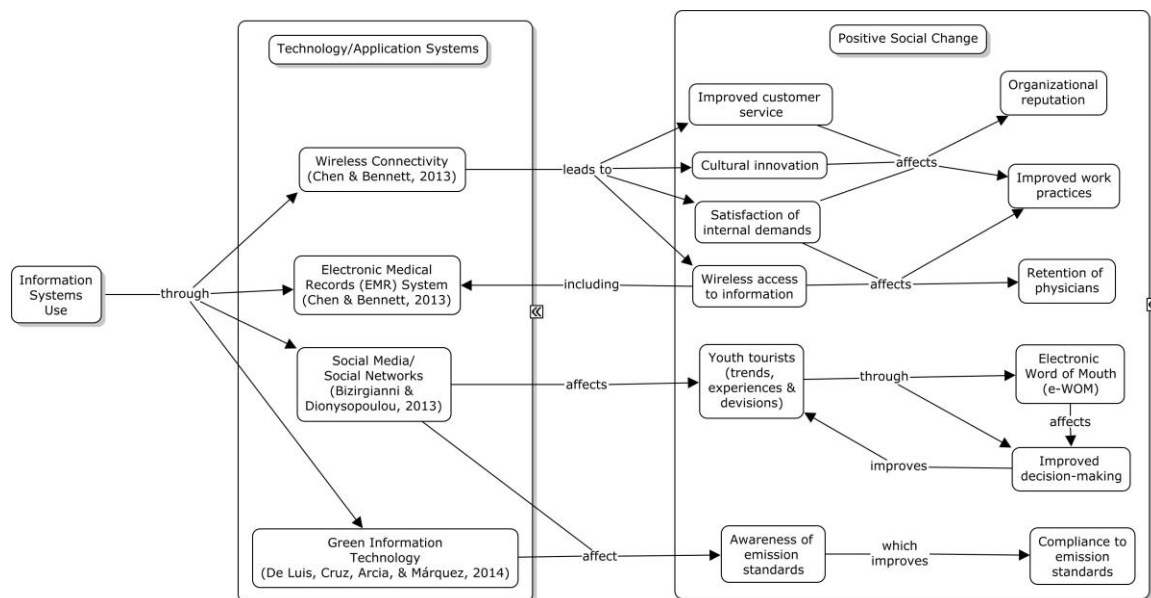 Technology/Application Systems
Positive Social Change
Information
Systems
Use
through
Wireless Connectivity
(Chen & Bennett, 2013)
Electronic Medical
Records (EMR) System
(Chen & Bennett, 2013)
Social Media/
Social Networks
(Bizirgianni &
Dionysopoulou, 2013)
Green Information
Technology
(De Luis, Cruz, Arcia, & Márquez, 2014)
leads to
including
affects
affect
Improved customer
service
Cultural innovation
Satisfaction of
internal demands
Wireless access
to information
Youth tourists
(trends,
experiences &
devisions)
Awareness of
emission
standards
affects
affects
through
improves
which
improves
Organizational
reputation
Improved work
practices
Retention of
physicians
Electronic
Word of Mouth
(e-WOM)
affects
Improved
decision-making
Compliance to
emission
standards